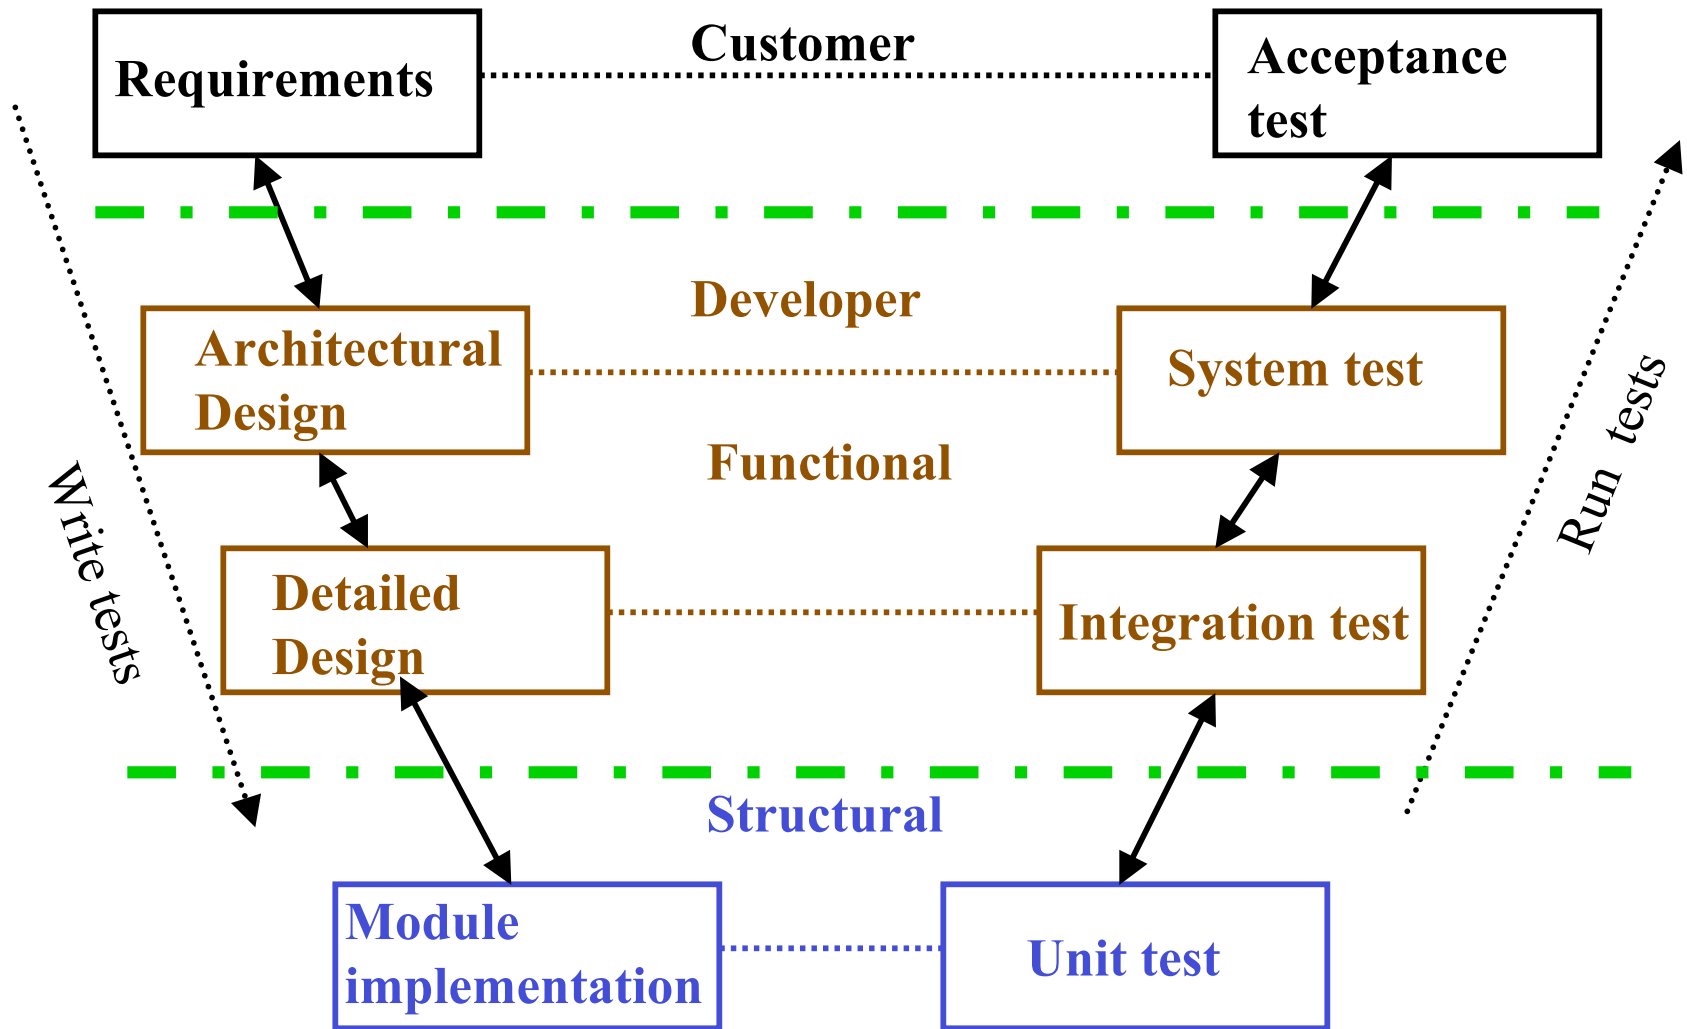 Requirements
Customer
Acceptance
test
Developer
Architectural
Design
System test
Functional
Write tests
Run tests
Detailed
Design
Integration test
Structural
Module
implementation
Unit test